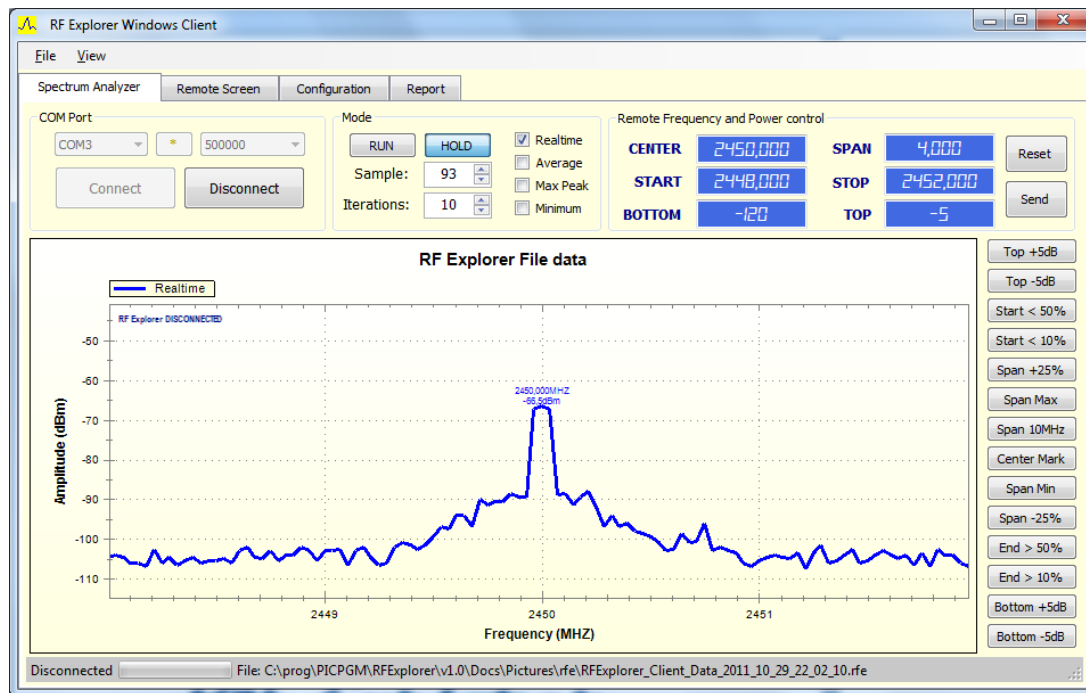 RF Explorer Windows Client
File View
Spectrum Analyzer Remote Screen Configuration Report
COM Port
COM3 * 500000
Connect Disconnect
Mode
RUN HOLD
Sample: 93
Iterations: 10
Realtime
Average
Max Peak
Minimum
Remote Frequency and Power control
CENTER 2450,000 SPAN 4,000
START 2448,000 STOP 2452,000
BOTTOM -120 TOP -5
Reset
Send
RF Explorer File data
Realtime
RF Explorer DISCONNECTED
2450,000MHZ
-66,5dBm
Amplitude (dBm)
-50
-60
-70
-80
-90
-100
-110
2449 2450 2451
Frequency (MHZ)
Top +5dB
Top -5dB
Start < 50%
Start < 10%
Span +25%
Span Max
Span 10MHz
Center Mark
Span Min
Span -25%
End > 50%
End > 10%
Bottom +5dB
Bottom -5dB
Disconnected File: C:\prog\PICPGM\RFExplorer\v1.0\Docs\Pictures\rfe\RFExplorer_Client_Data_2011_10_29_22_02_10.rfe